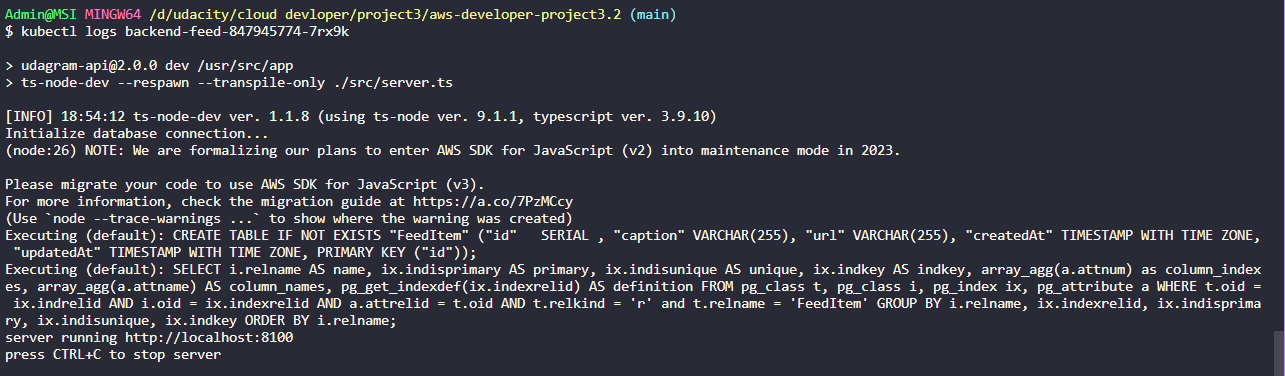 Admin@MSI MINGW64 /d/udacity/cloud devloper/project3/aws-developer-project3.2 (main)
$ kubectl logs backend-feed-847945774-7rx9k
> udagram-api@2.0.0 dev /usr/src/app
> ts-node-dev --respawn --transpile-only ./src/server.ts
[INFO] 18:54:12 ts-node-dev ver. 1.1.8 (using ts-node ver. 9.1.1, typescript ver. 3.9.10)
Initialize database connection...
(node:26) NOTE: We are formalizing our plans to enter AWS SDK for JavaScript (v2) into maintenance mode in 2023.
Please migrate your code to use AWS SDK for JavaScript (v3).
For more information, check the migration guide at https://a.co/7PzMCcy
(Use `node --trace-warnings ...` to show where the warning was created)
Executing (default): CREATE TABLE IF NOT EXISTS "FeedItem" ("id"   SERIAL , "caption" VARCHAR(255), "url" VARCHAR(255), "createdAt" TIMESTAMP WITH TIME ZONE,
 "updatedAt" TIMESTAMP WITH TIME ZONE, PRIMARY KEY ("id"));
Executing (default): SELECT i.relname AS name, ix.indisprimary AS primary, ix.indisunique AS unique, ix.indkey AS indkey, array_agg(a.attnum) as column_index
es, array_agg(a.attname) AS column_names, pg_get_indexdef(ix.indexrelid) AS definition FROM pg_class t, pg_class i, pg_index ix, pg_attribute a WHERE t.oid =
 ix.indrelid AND i.oid = ix.indexrelid AND a.attrelid = t.oid AND t.relkind = 'r' and t.relname = 'FeedItem' GROUP BY i.relname, ix.indexrelid, ix.indisprima
ry, ix.indisunique, ix.indkey ORDER BY i.relname;
server running http://localhost:8100
press CTRL+C to stop server